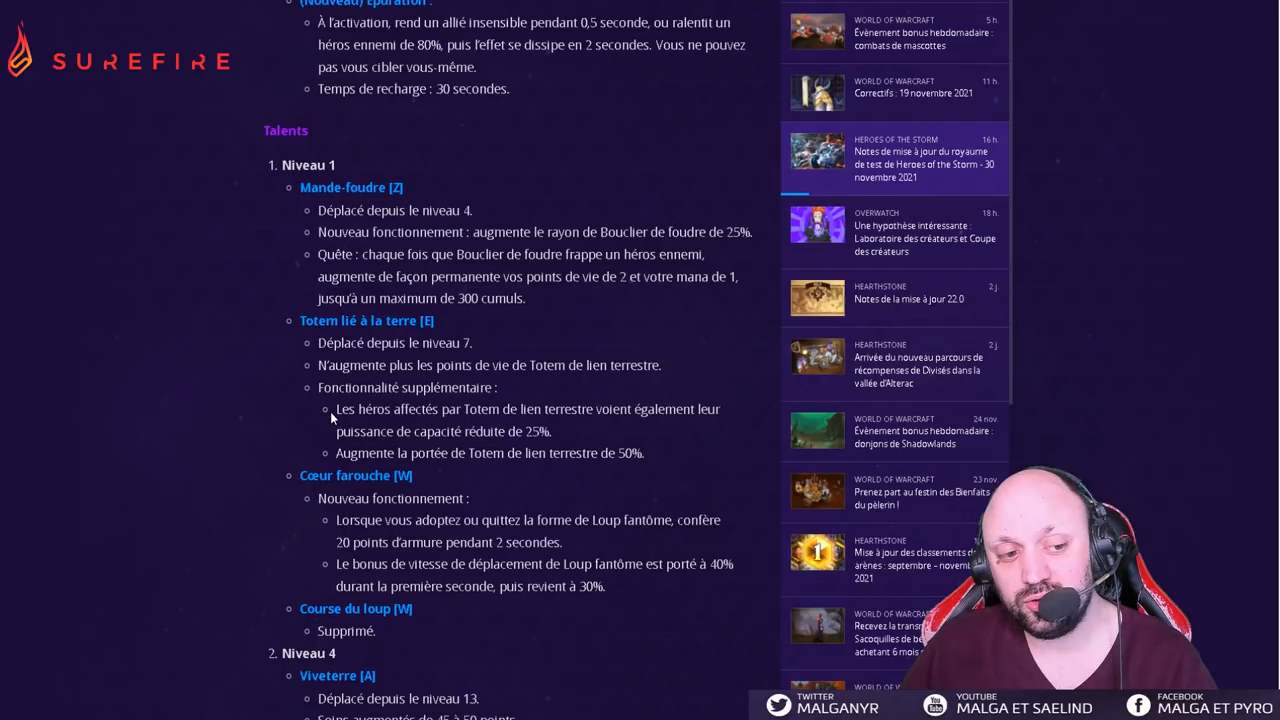 (Nouveau) Épuration :
À l'activation, rend un allié insensible pendant 0,5 seconde, ou ralentit un
héros ennemi de 80%, puis l'effet se dissipe en 2 secondes. Vous ne pouvez
pas vous cibler vous-même.
Temps de recharge : 30 secondes.
SUREFIRE
Talents
1. Niveau 1
Mande-foudre [Z]
Déplacé depuis le niveau 4.
Nouveau fonctionnement : augmente le rayon de Bouclier de foudre de 25%.
Quête : chaque fois que Bouclier de foudre frappe un héros ennemi,
augmente de façon permanente vos points de vie de 2 et votre mana de 1,
jusqu'à un maximum de 300 cumuls.
Totem lié à la terre [E]
Déplacé depuis le niveau 7.
N'augmente plus les points de vie de Totem de lien terrestre.
Fonctionnalité supplémentaire :
Les héros affectés par Totem de lien terrestre voient également leur
puissance de capacité réduite de 25%.
Augmente la portée de Totem de lien terrestre de 50%.
Cœur farouche [W]
Nouveau fonctionnement :
Lorsque vous adoptez ou quittez la forme de Loup fantôme, confère
20 points d'armure pendant 2 secondes.
Le bonus de vitesse de déplacement de Loup fantôme est porté à 40%
durant la première seconde, puis revient à 30%.
Course du loup [W]
Supprimé.
2. Niveau 4
Viveterre [A]
Déplacé depuis le niveau 13.
Soins augmentés de 45 à 50 points.
WORLD OF WARCRAFT 5 h.
Évènement bonus hebdomadaire :
combats de mascottes
WORLD OF WARCRAFT 11 h.
Correctifs : 19 novembre 2021
HEROES OF THE STORM 16 h.
Notes de mise à jour du royaume
de test de Heroes of the Storm - 30
novembre 2021
OVERWATCH 18 h.
Une hypothèse intéressante :
Laboratoire des créateurs et Coupe
des créateurs
HEARTHSTONE 2 j.
Notes de la mise à jour 22.0
HEARTHSTONE 2 j.
Arrivée du nouveau parcours de
récompenses de Divisés dans la
vallée d'Alterac
WORLD OF WARCRAFT 24 nov.
Évènement bonus hebdomadaire :
donjons de Shadowlands
WORLD OF WARCRAFT 23 nov.
Prenez part au festin des Bienfaits
du pèlerin !
HEARTHSTONE
Mise à jour des classements
arènes : septembre – novem
2021
WORLD OF WARC
Recevez la
Sacoquilles de
achetant 6 mois
WORLD OF W
TWITTER
MALGANYR
YOUTUBE
MALGA ET SAELIND
FACEBOOK
MALGA ET PYRO